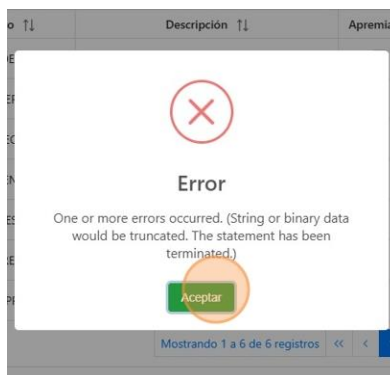 o ↑↓ Descripción ↑↓ Apremia
Error
One or more errors occurred. (String or binary data
would be truncated. The statement has been
terminated.)
Aceptar
Mostrando 1 a 6 de 6 registros « ‹